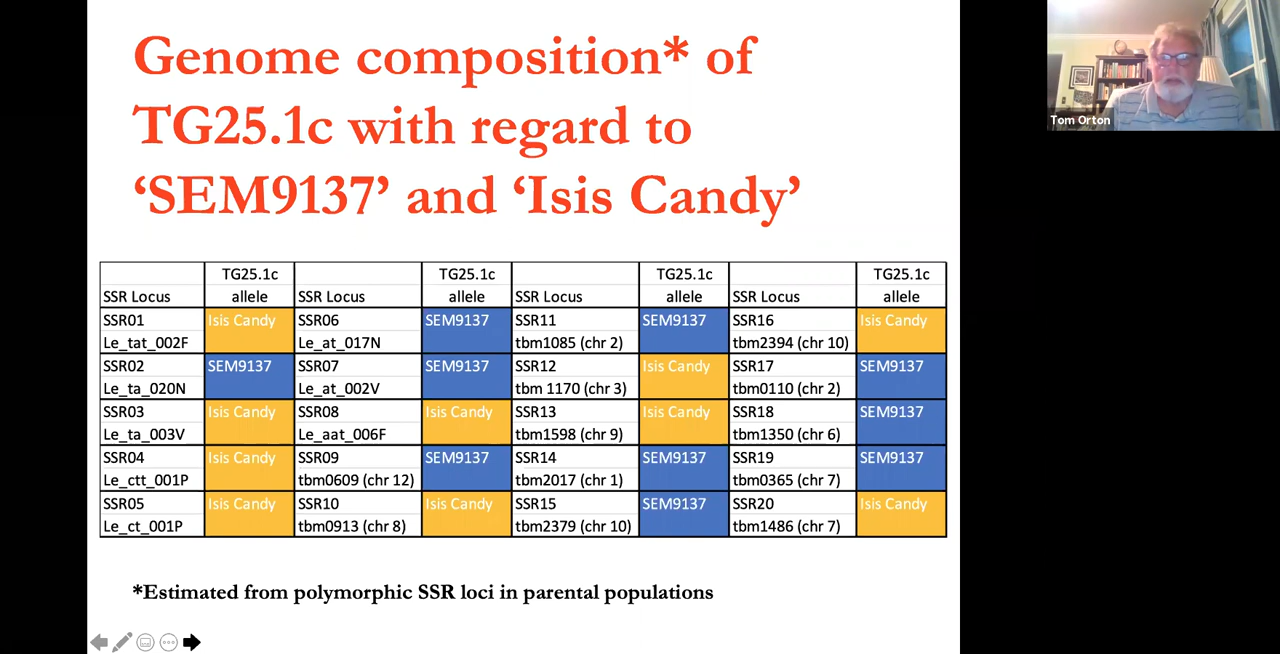 Genome composition* of
TG25.1c with regard to
‘SEM9137’ and ‘Isis Candy’
SSR Locus TG25.1c allele SSR Locus TG25.1c allele SSR Locus TG25.1c allele SSR Locus TG25.1c allele
SSR01 Isis Candy SSR06 SEM9137 SSR11 SEM9137 SSR16 Isis Candy
Le_tat_002F Le_at_017N tbm1085 (chr 2) tbm2394 (chr 10)
SSR02 SEM9137 SSR07 SEM9137 SSR12 Isis Candy SSR17 SEM9137
Le_ta_020N Le_at_002V tbm 1170 (chr 3) tbm0110 (chr 2)
SSR03 Isis Candy SSR08 Isis Candy SSR13 Isis Candy SSR18 SEM9137
Le_ta_003V Le_aat_006F tbm1598 (chr 9) tbm1350 (chr 6)
SSR04 Isis Candy SSR09 SEM9137 SSR14 SEM9137 SSR19 SEM9137
Le_ctt_001P tbm0609 (chr 12) tbm2017 (chr 1) tbm0365 (chr 7)
SSR05 Isis Candy SSR10 Isis Candy SSR15 SEM9137 SSR20 Isis Candy
Le_ct_001P tbm0913 (chr 8) tbm2379 (chr 10) tbm1486 (chr 7)
*Estimated from polymorphic SSR loci in parental populations
Tom Orton